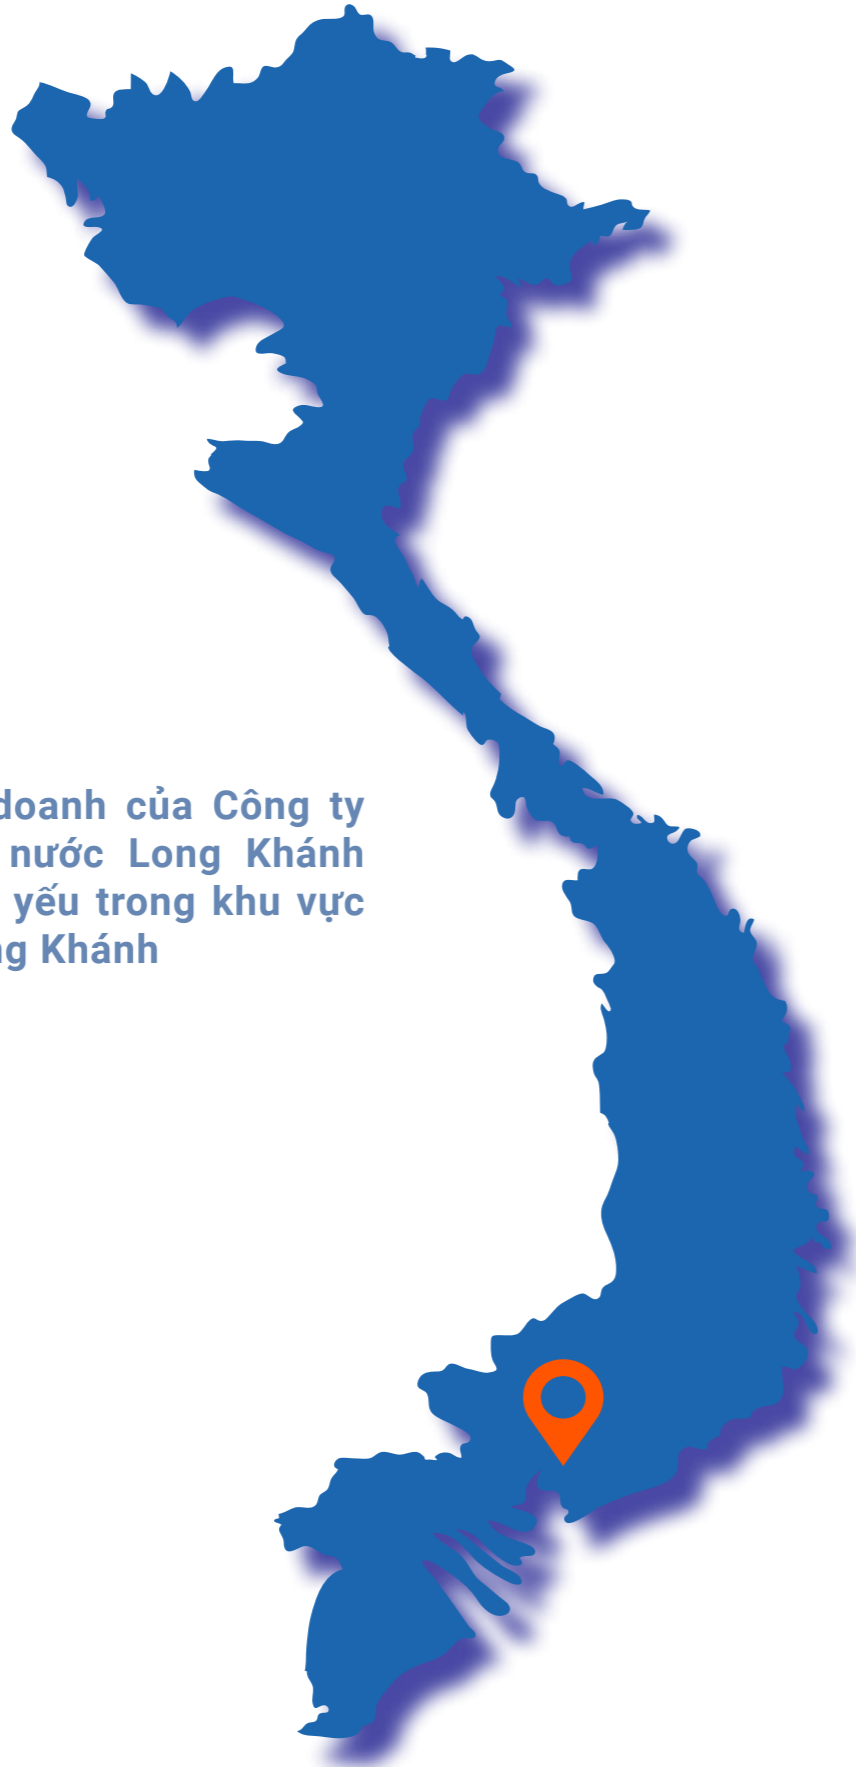 doanh của Công ty
nước Long Khánh
yếu trong khu vực
Khánh